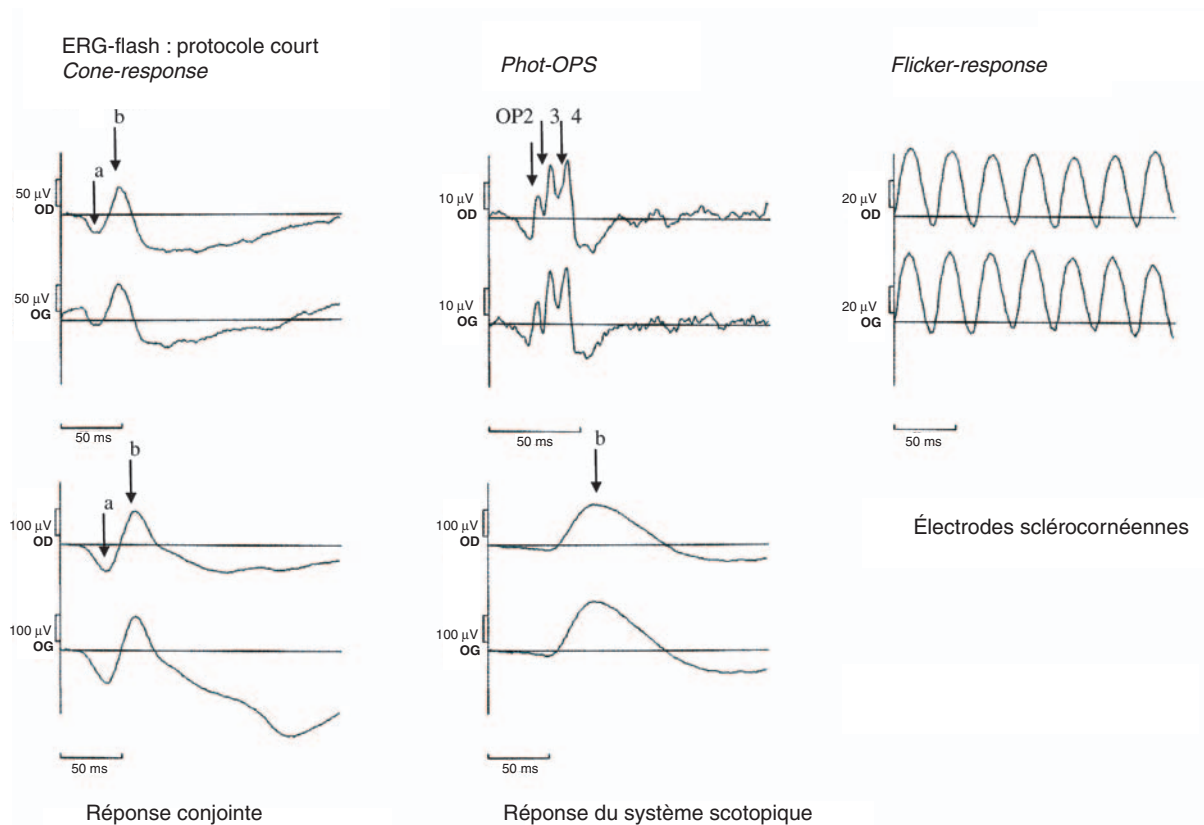 ERG-flash : protocole court
Cone-response
b
a
50 µV
OD
50 µV
OG
50 ms
Phot-OPS
OP2 3 4
10 µV
OD
10 µV
OG
50 ms
Flicker-response
20 µV
OD
20 µV
OG
50 ms
b
a
100 µV
OD
100 µV
OG
50 ms
Réponse conjointe
b
100 µV
OD
100 µV
OG
50 ms
Réponse du système scotopique
Électrodes sclérocornéennes